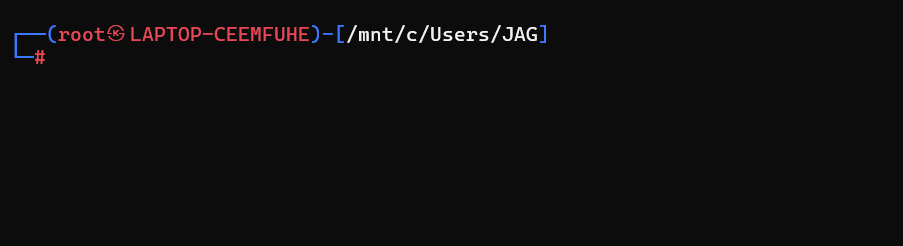 ┌──(root㉿LAPTOP-CEEMFUHE)-[/mnt/c/Users/JAG]
└─#